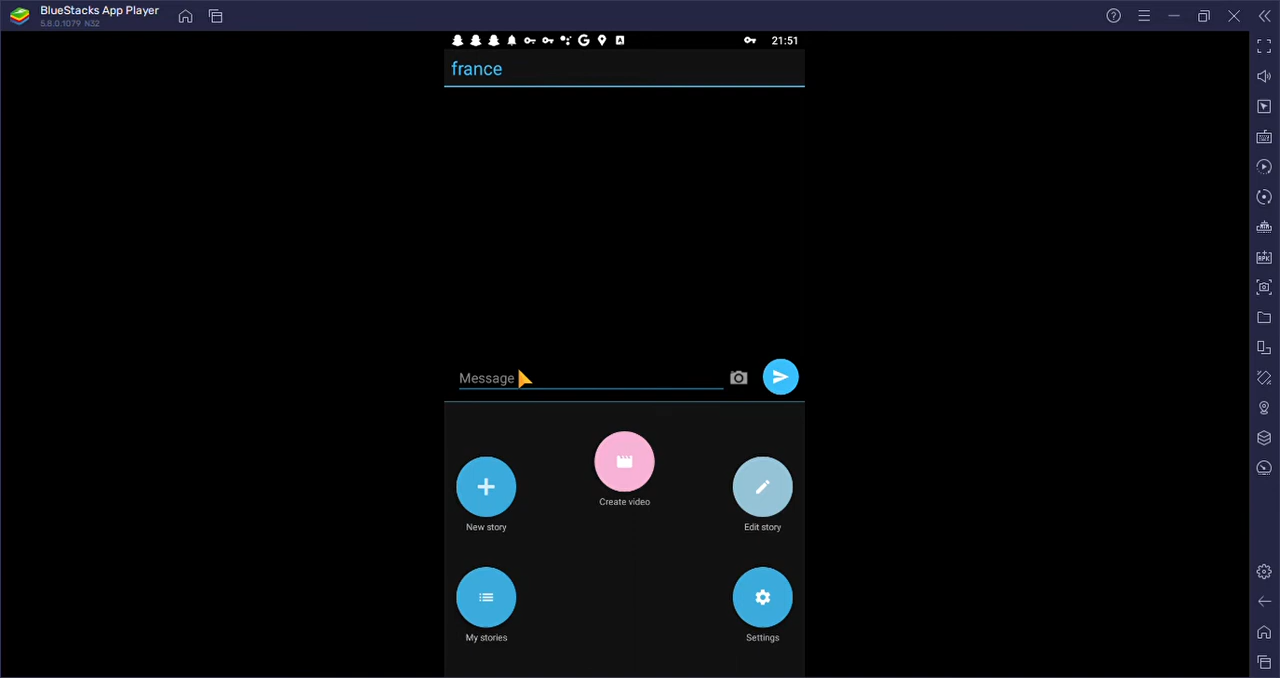 BlueStacks App Player
5.8.0.1079 N32
21:51
france
Message
Create video
New story
Edit story
My stories
Settings